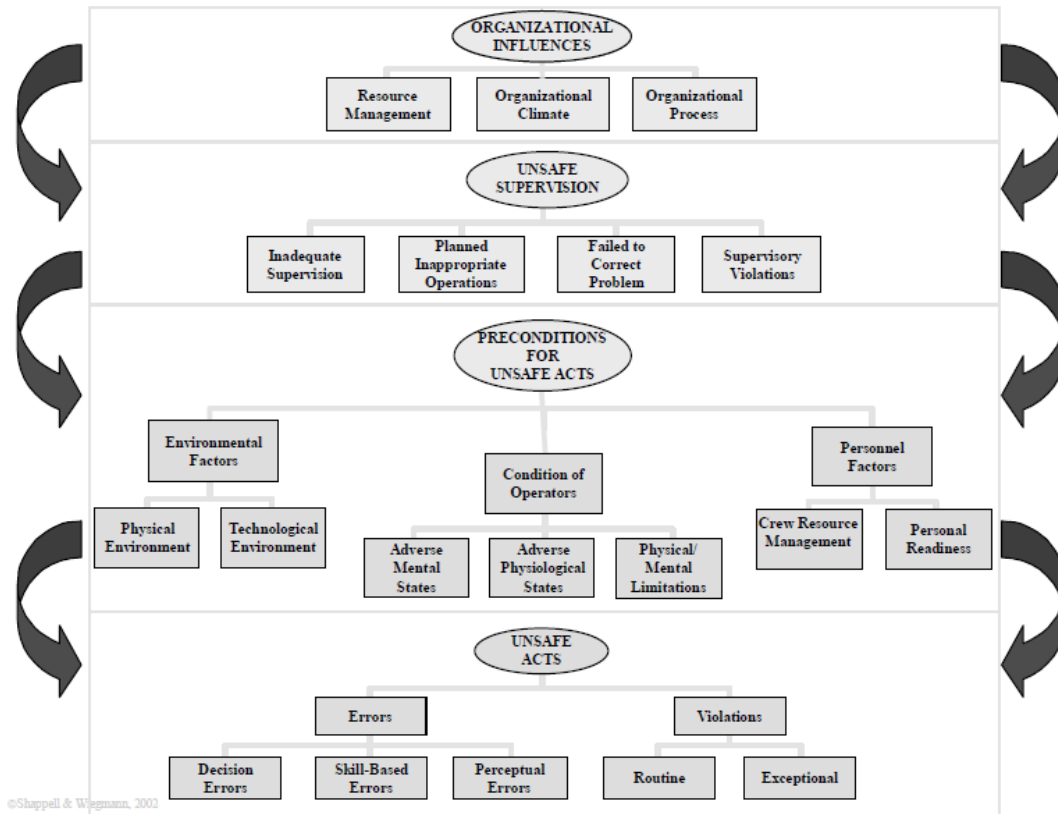 ORGANIZATIONAL
INFLUENCES
Resource
Management
Organizational
Climate
Organizational
Process
UNSAFE
SUPERVISION
Inadequate
Supervision
Planned
Inappropriate
Operations
Failed to
Correct
Problem
Supervisory
Violations
PRECONDITIONS
FOR
UNSAFE ACTS
Environmental
Factors
Physical
Environment
Technological
Environment
Condition of
Operators
Adverse
Mental
States
Adverse
Physiological
States
Physical/
Mental
Limitations
Personnel
Factors
Crew Resource
Management
Personal
Readiness
UNSAFE
ACTS
Errors
Decision
Errors
Skill-Based
Errors
Perceptual
Errors
Violations
Routine
Exceptional
©Shappell & Wiegmann, 2002